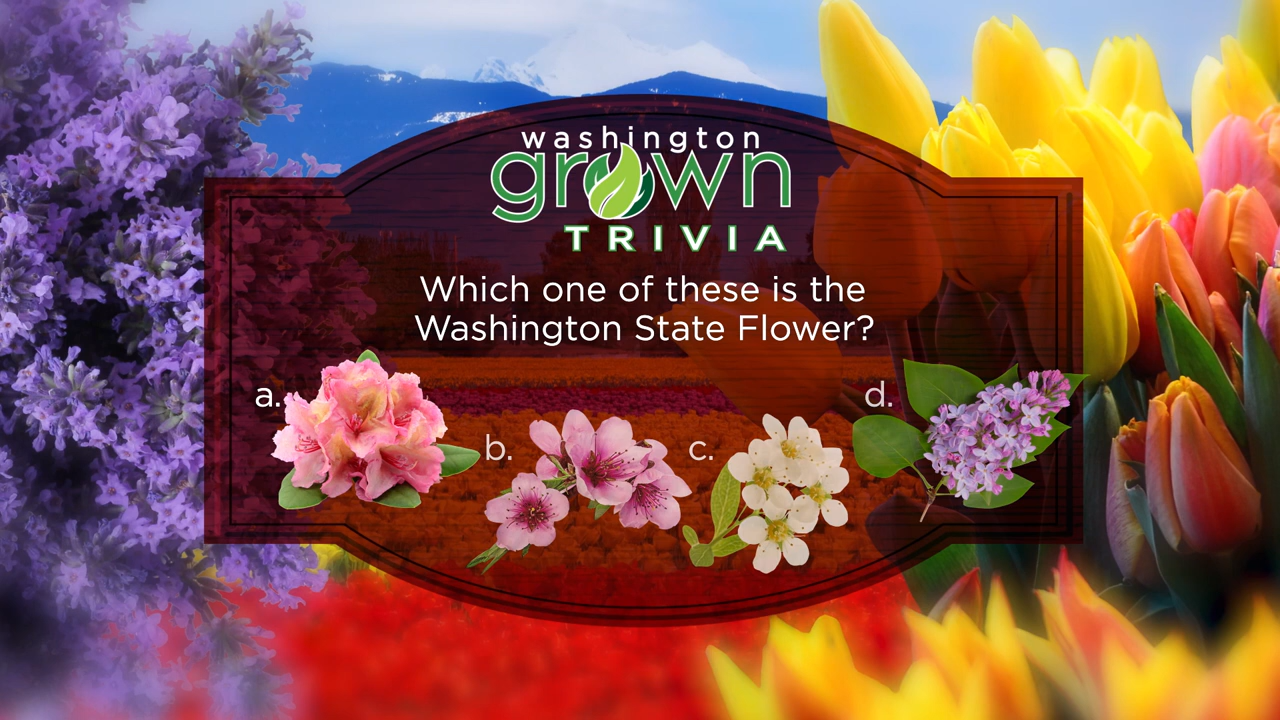 washington
grown
TRIVIA
Which one of these is the
Washington State Flower?
a.
b.
c.
d.